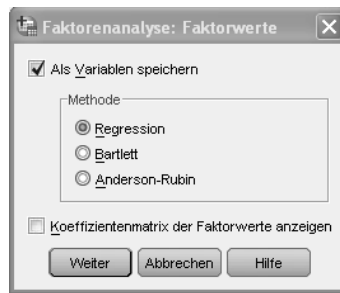 Faktorenanalyse: Faktorwerte
Als Variablen speichern
Methode
Regression
Bartlett
Anderson-Rubin
Koeffizientenmatrix der Faktorwerte anzeigen
Weiter Abbrechen Hilfe